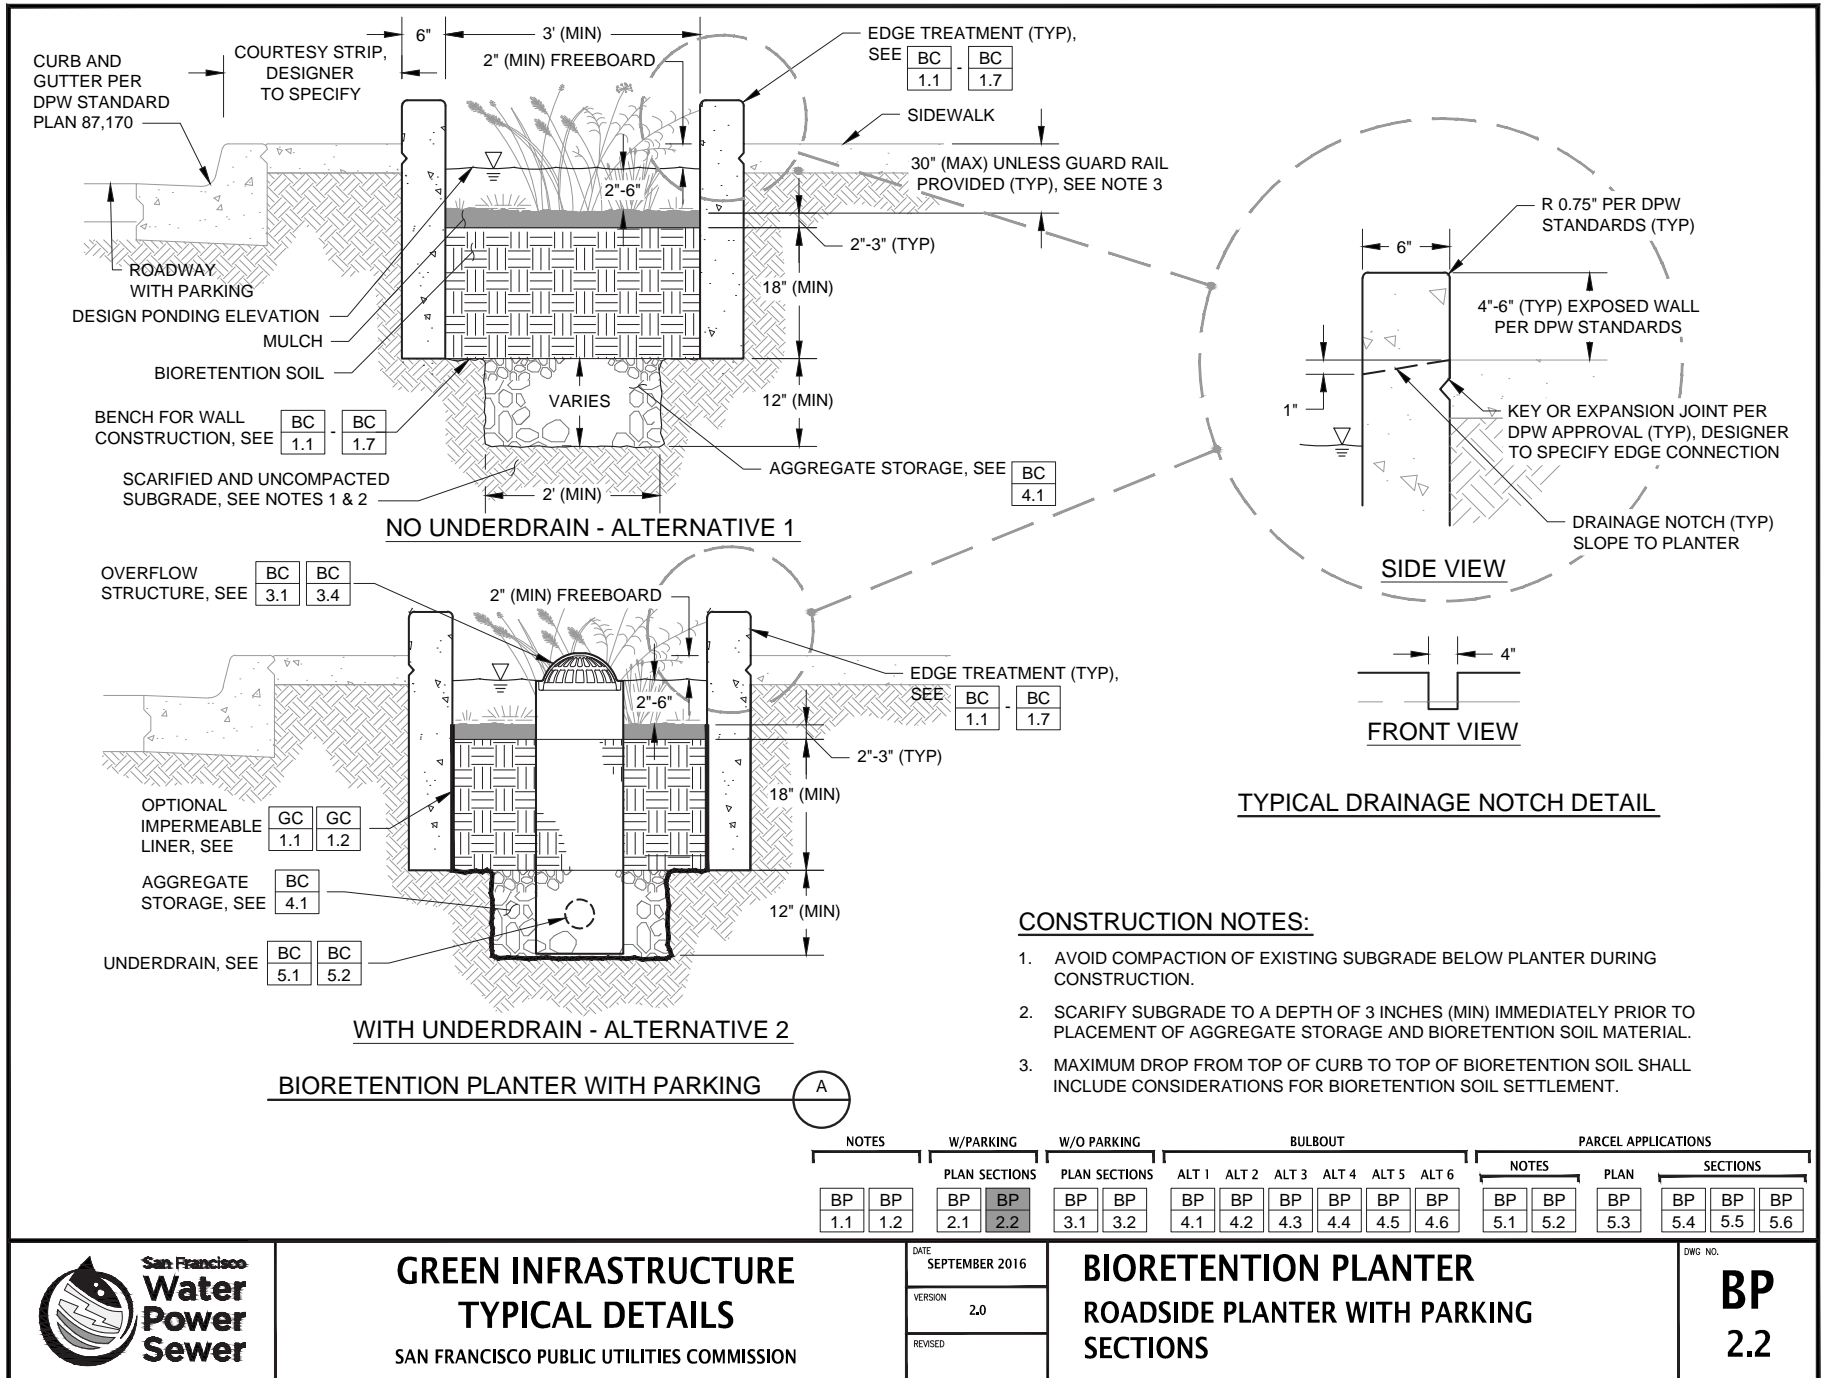 6"
3' (MIN)
2" (MIN) FREEBOARD
CURB AND
GUTTER PER
DPW STANDARD
PLAN 87,170
COURTESY STRIP,
DESIGNER
TO SPECIFY
EDGE TREATMENT (TYP),
SEE BC 1.1 - BC 1.7
SIDEWALK
30" (MAX) UNLESS GUARD RAIL
PROVIDED (TYP), SEE NOTE 3
2"-6"
2"-3" (TYP)
18" (MIN)
ROADWAY
WITH PARKING
DESIGN PONDING ELEVATION
MULCH
BIORETENTION SOIL
VARIES
12" (MIN)
BENCH FOR WALL
CONSTRUCTION, SEE BC 1.1 - BC 1.7
SCARIFIED AND UNCOMPACTED
SUBGRADE, SEE NOTES 1 & 2
2' (MIN)
AGGREGATE STORAGE, SEE BC 4.1
NO UNDERDRAIN - ALTERNATIVE 1
R 0.75" PER DPW
STANDARDS (TYP)
6"
4"-6" (TYP) EXPOSED WALL
PER DPW STANDARDS
1"
KEY OR EXPANSION JOINT PER
DPW APPROVAL (TYP), DESIGNER
TO SPECIFY EDGE CONNECTION
DRAINAGE NOTCH (TYP)
SLOPE TO PLANTER
SIDE VIEW
4"
FRONT VIEW
TYPICAL DRAINAGE NOTCH DETAIL
OVERFLOW
STRUCTURE, SEE BC 3.1 BC 3.4
2" (MIN) FREEBOARD
EDGE TREATMENT (TYP),
SEE BC 1.1 - BC 1.7
2"-6"
2"-3" (TYP)
18" (MIN)
OPTIONAL
IMPERMEABLE
LINER, SEE GC 1.1 GC 1.2
AGGREGATE
STORAGE, SEE BC 4.1
12" (MIN)
UNDERDRAIN, SEE BC 5.1 BC 5.2
WITH UNDERDRAIN - ALTERNATIVE 2
BIORETENTION PLANTER WITH PARKING A
CONSTRUCTION NOTES:
1. AVOID COMPACTION OF EXISTING SUBGRADE BELOW PLANTER DURING
CONSTRUCTION.
2. SCARIFY SUBGRADE TO A DEPTH OF 3 INCHES (MIN) IMMEDIATELY PRIOR TO
PLACEMENT OF AGGREGATE STORAGE AND BIORETENTION SOIL MATERIAL.
3. MAXIMUM DROP FROM TOP OF CURB TO TOP OF BIORETENTION SOIL SHALL
INCLUDE CONSIDERATIONS FOR BIORETENTION SOIL SETTLEMENT.
NOTES W/PARKING W/O PARKING BULBOUT PARCEL APPLICATIONS
PLAN SECTIONS PLAN SECTIONS ALT 1 ALT 2 ALT 3 ALT 4 ALT 5 ALT 6 NOTES PLAN SECTIONS
BP BP BP BP BP BP BP BP BP BP BP BP BP BP BP BP BP BP
1.1 1.2 2.1 2.2 3.1 3.2 4.1 4.2 4.3 4.4 4.5 4.6 5.1 5.2 5.3 5.4 5.5 5.6
San Francisco
Water
Power
Sewer
GREEN INFRASTRUCTURE
TYPICAL DETAILS
SAN FRANCISCO PUBLIC UTILITIES COMMISSION
DATE
SEPTEMBER 2016
VERSION
2.0
REVISED
BIORETENTION PLANTER
ROADSIDE PLANTER WITH PARKING
SECTIONS
DWG NO.
BP
2.2